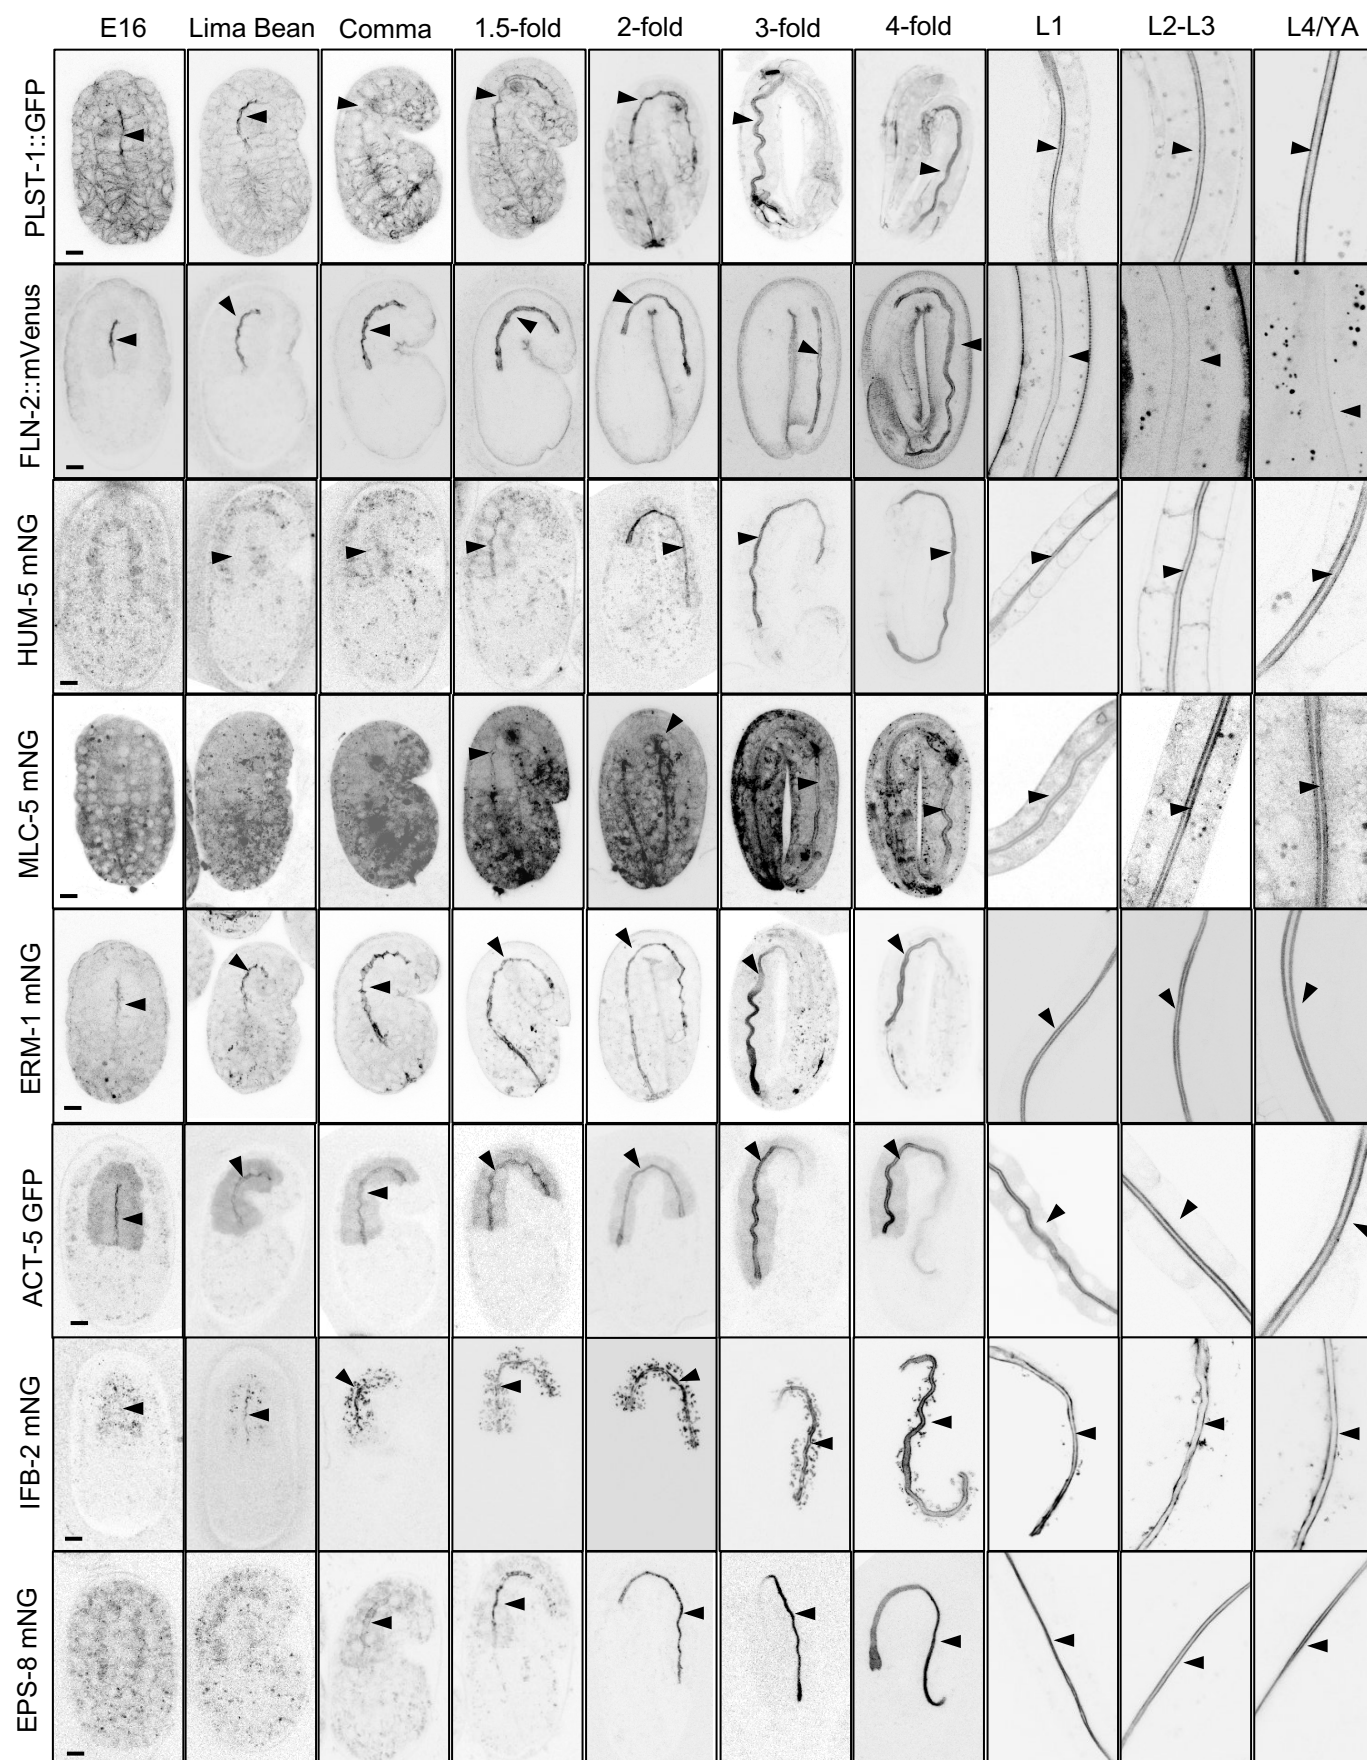 E16 Lima Bean Comma 1.5-fold 2-fold 3-fold 4-fold L1 L2-L3 L4/YA
PLST-1::GFP
FLN-2::mVenus
HUM-5 mNG
MLC-5 mNG
ERM-1 mNG
ACT-5 GFP
IFB-2 mNG
EPS-8 mNG